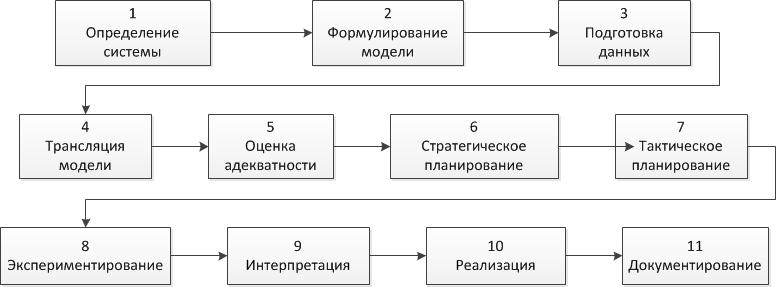 1
Определение
системы
2
Формулирование
модели
3
Подготовка
данных
4
Трансляция
модели
5
Оценка
адекватности
6
Стратегическое
планирование
7
Тактическое
планирование
8
Экспериментирование
9
Интерпретация
10
Реализация
11
Документирование